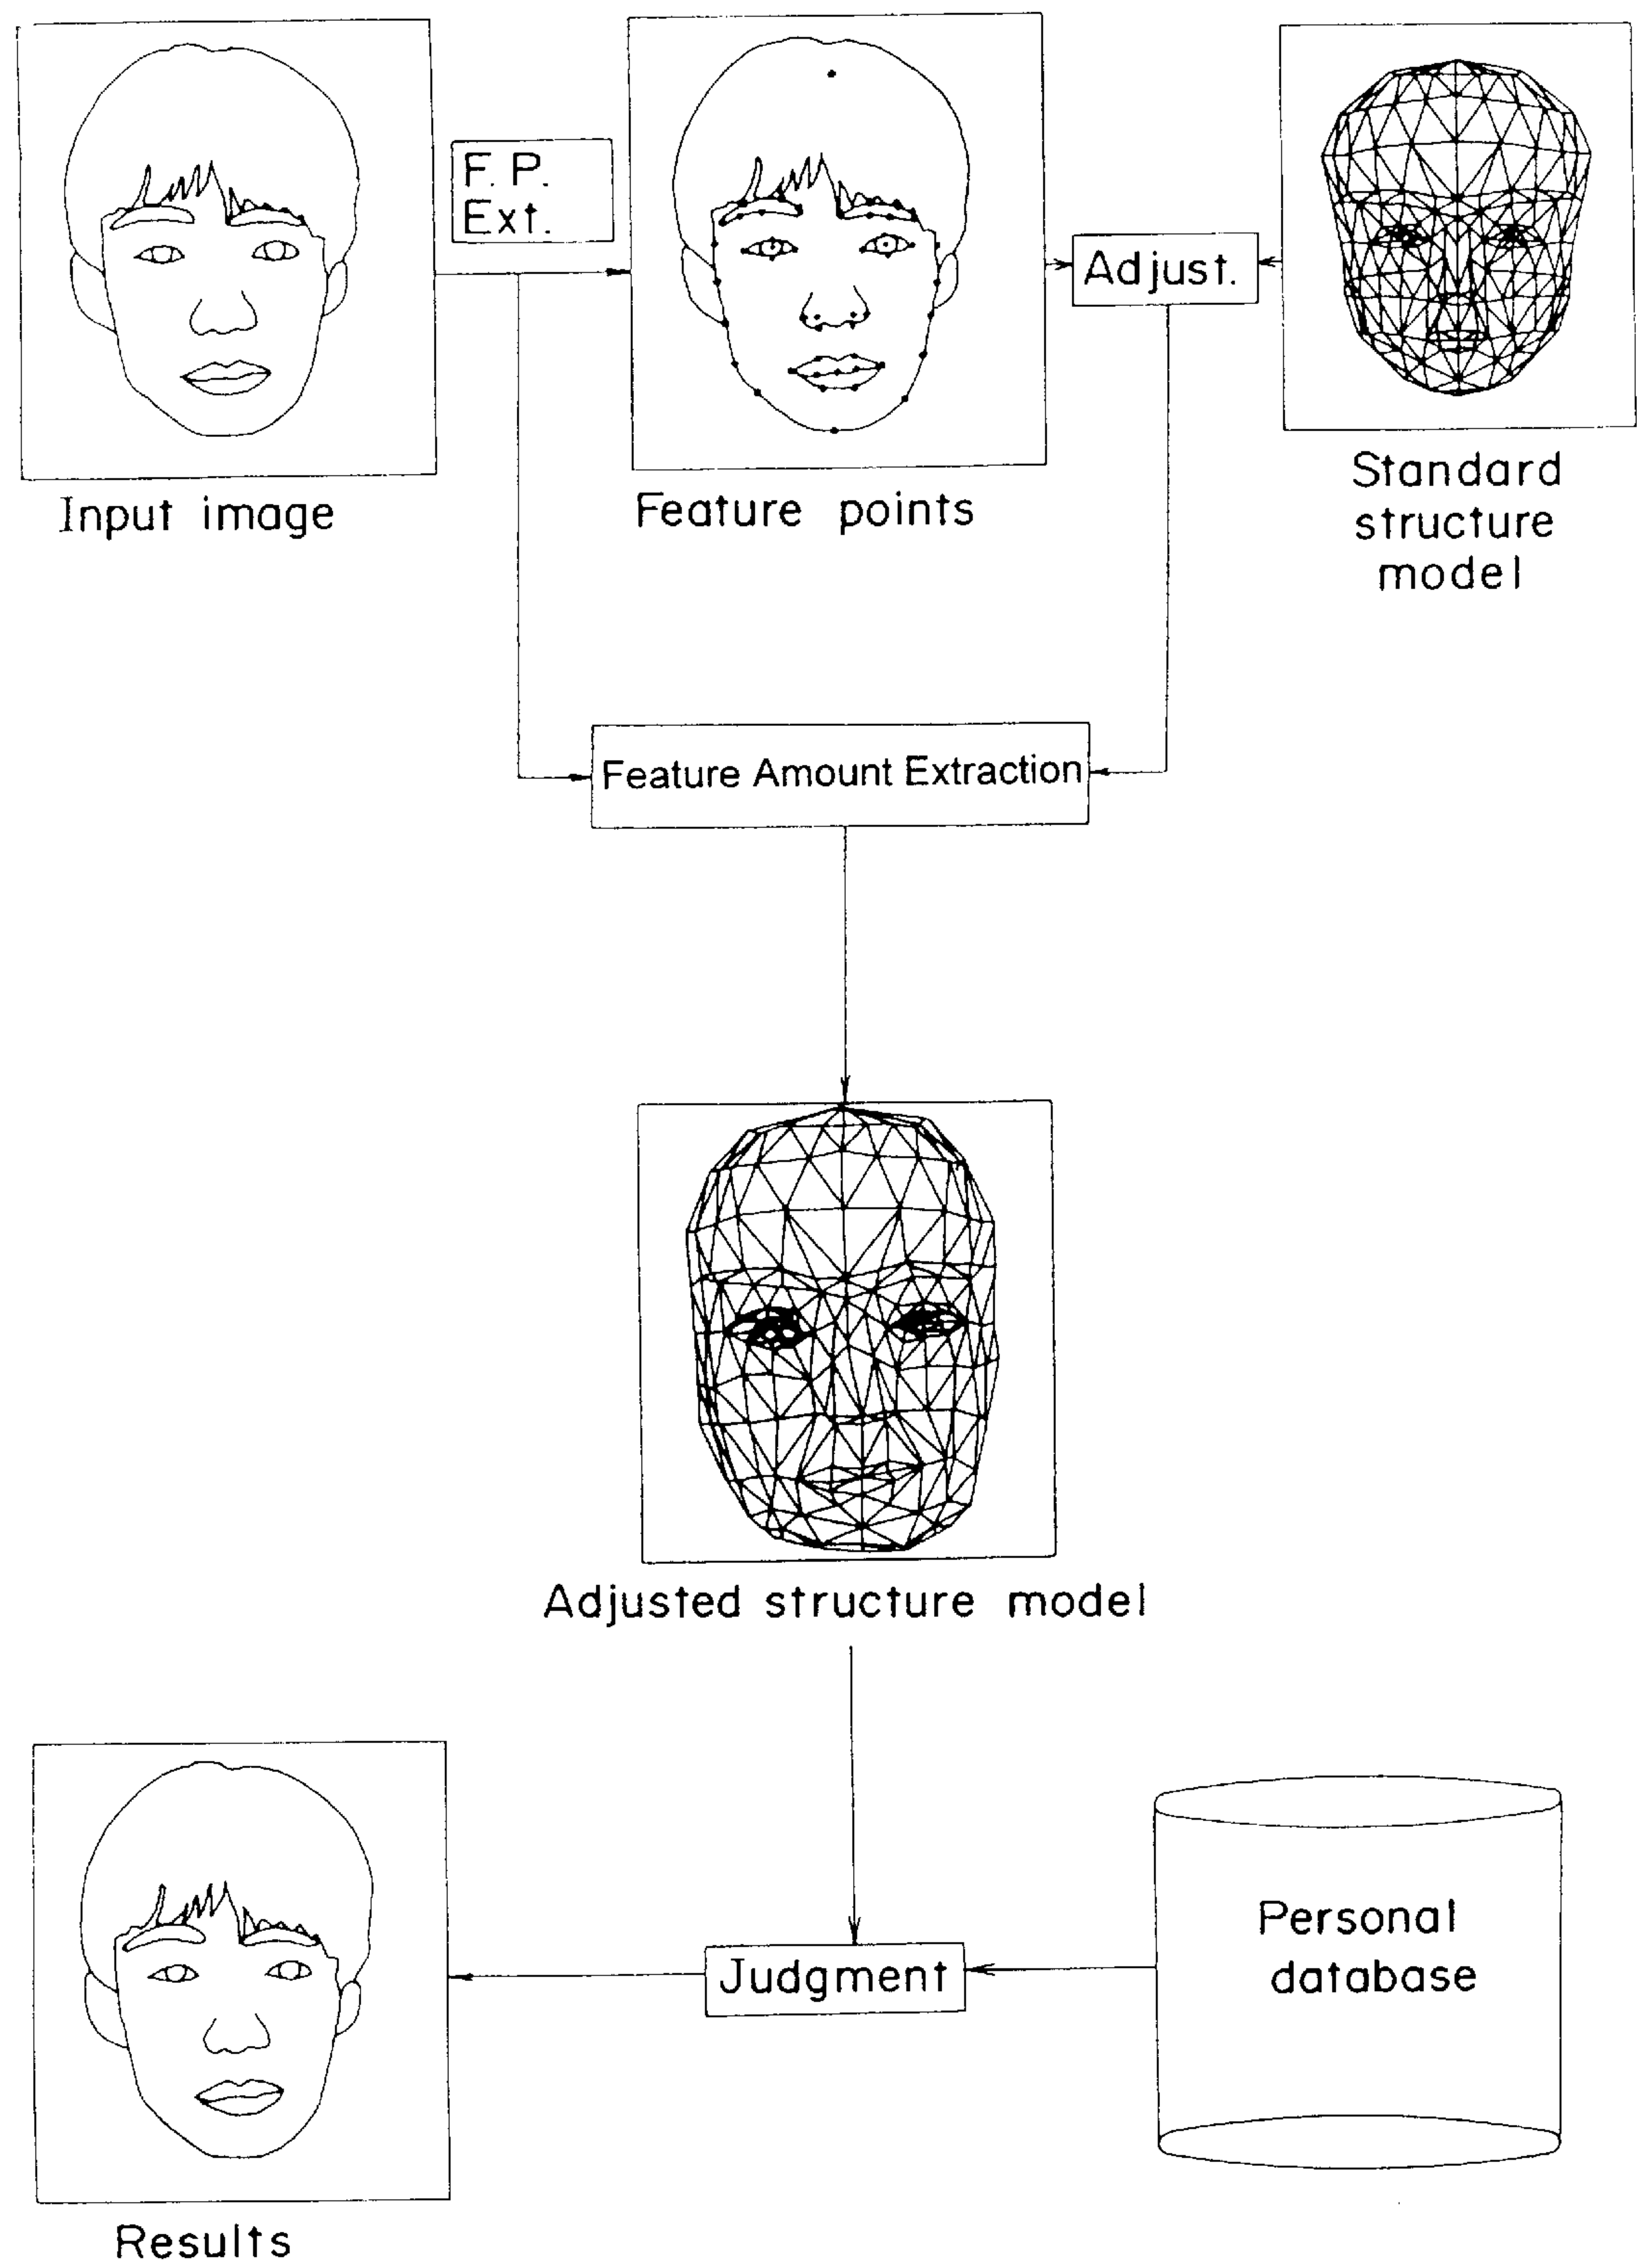 F. P.
Ext.
Adjust.
Input image
Feature points
Standard
structure
model
Feature Amount Extraction
Adjusted structure model
Judgment
Personal
database
Results